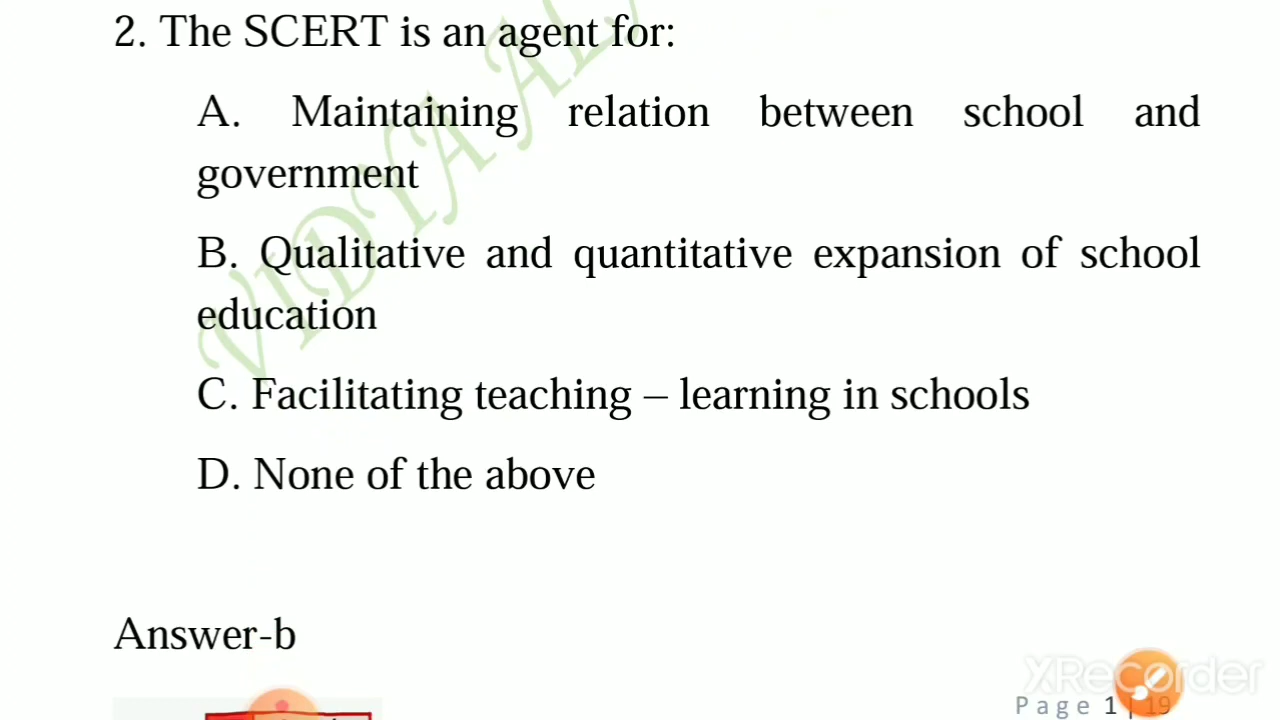 2. The SCERT is an agent for:
A. Maintaining relation between school and
government
B. Qualitative and quantitative expansion of school
education
C. Facilitating teaching – learning in schools
D. None of the above
Answer-b
XRecorder
Page 1 | 19